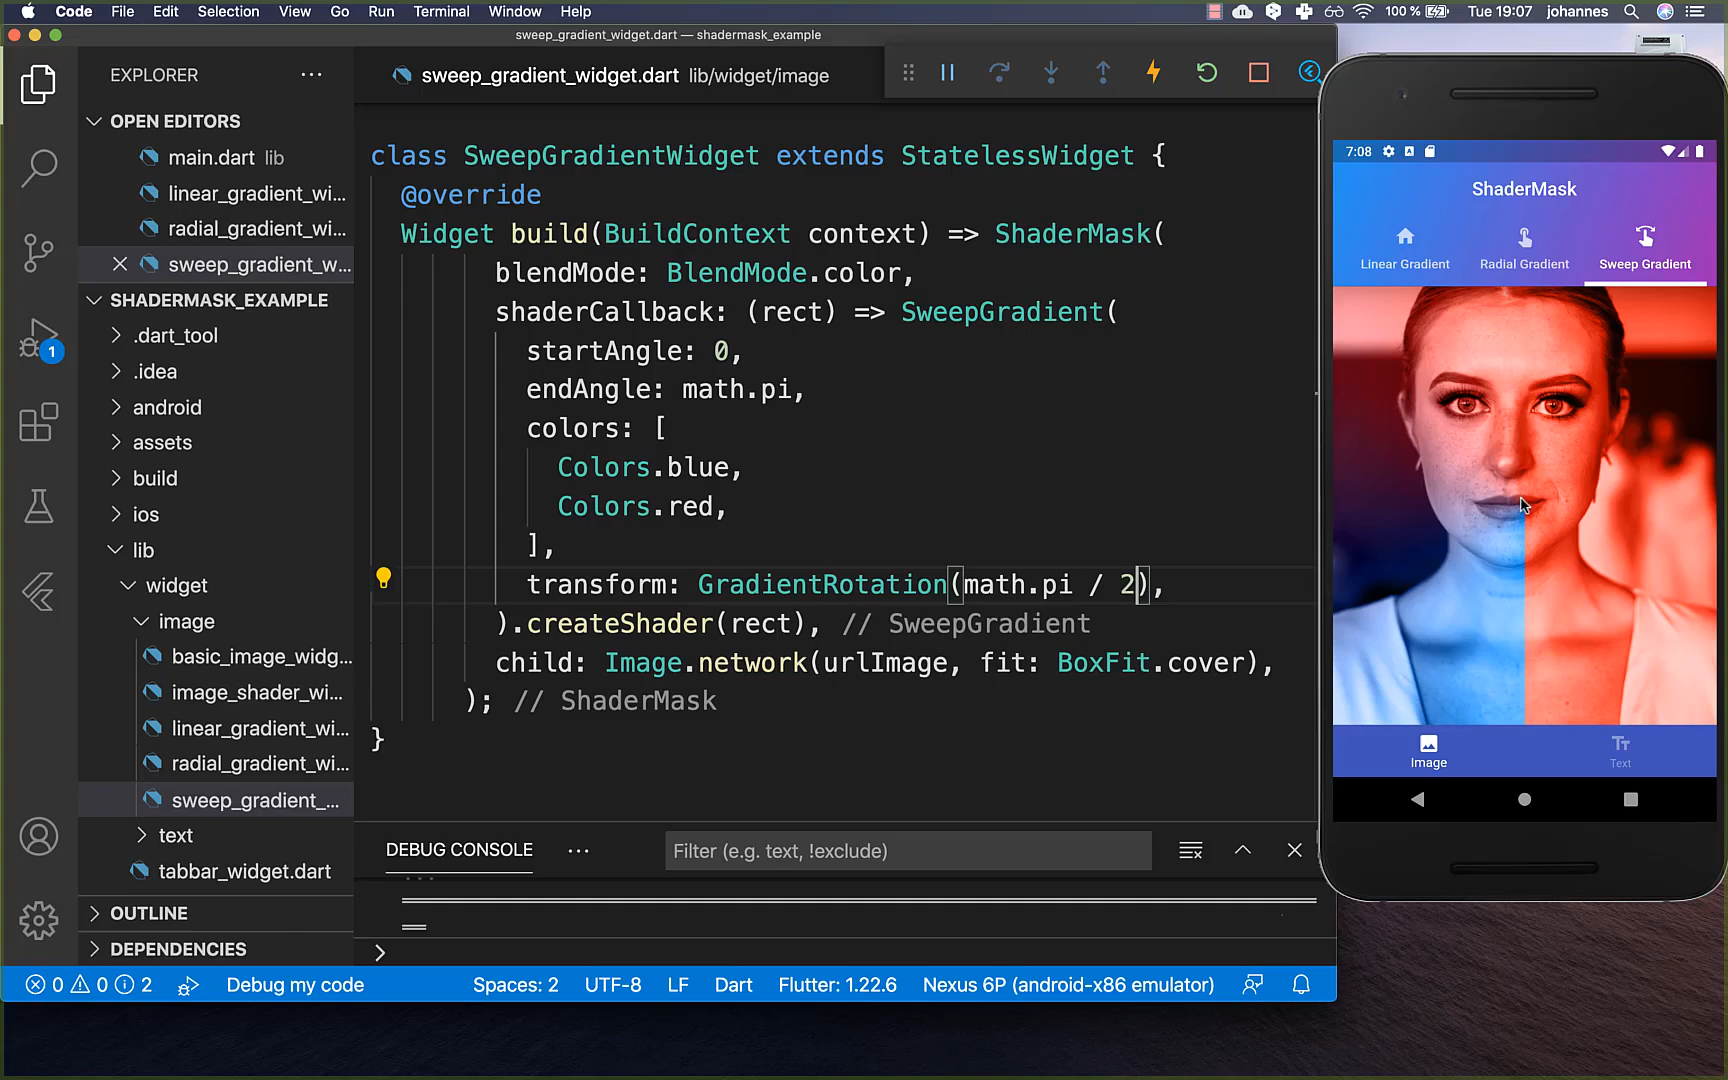 Code File Edit Selection View Go Run Terminal Window Help 100 % Tue 19:07 johannes
sweep_gradient_widget.dart — shadermask_example
EXPLORER
OPEN EDITORS
main.dart lib
linear_gradient_wi...
radial_gradient_wi...
sweep_gradient_w...
SHADERMASK_EXAMPLE
.dart_tool
.idea
android
assets
build
ios
lib
widget
image
basic_image_widg...
image_shader_wi...
linear_gradient_wi...
radial_gradient_wi...
sweep_gradient_...
text
tabbar_widget.dart
OUTLINE
DEPENDENCIES
1
sweep_gradient_widget.dart lib/widget/image
class SweepGradientWidget extends StatelessWidget {
@override
Widget build(BuildContext context) => ShaderMask(
blendMode: BlendMode.color,
shaderCallback: (rect) => SweepGradient(
startAngle: 0,
endAngle: math.pi,
colors: [
Colors.blue,
Colors.red,
],
transform: GradientRotation(math.pi / 2),
).createShader(rect), // SweepGradient
child: Image.network(urlImage, fit: BoxFit.cover),
); // ShaderMask
}
DEBUG CONSOLE Filter (e.g. text, !exclude)
0 0 2 Debug my code Spaces: 2 UTF-8 LF Dart Flutter: 1.22.6 Nexus 6P (android-x86 emulator)
7:08
ShaderMask
Linear Gradient Radial Gradient Sweep Gradient
Image Text